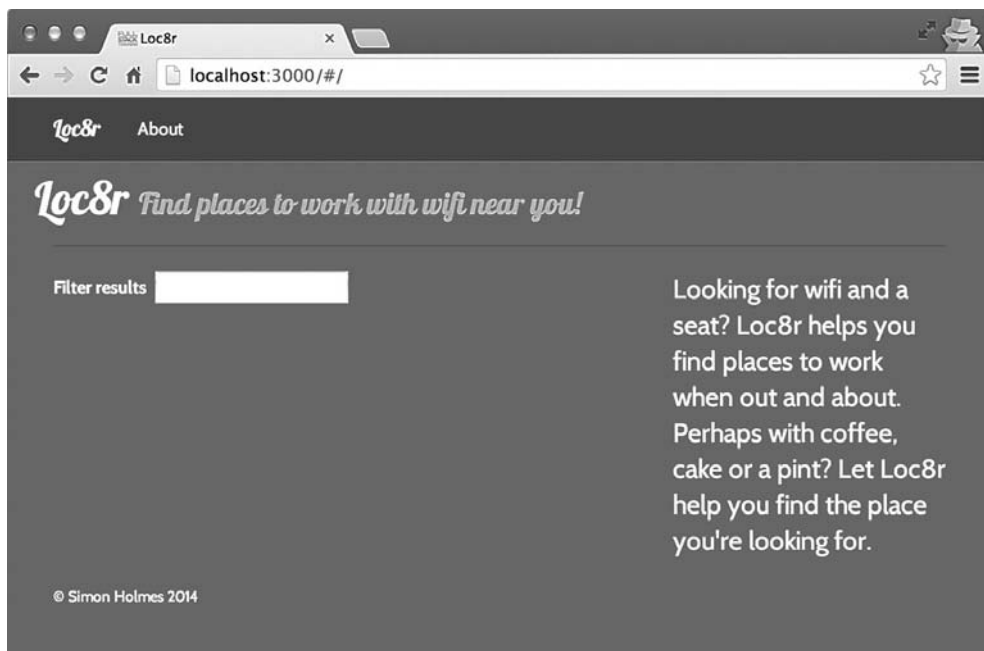 Loc8r
localhost:3000/#/
Loc8r About
Loc8r Find places to work with wifi near you!
Filter results
Looking for wifi and a
seat? Loc8r helps you
find places to work
when out and about.
Perhaps with coffee,
cake or a pint? Let Loc8r
help you find the place
you're looking for.
© Simon Holmes 2014